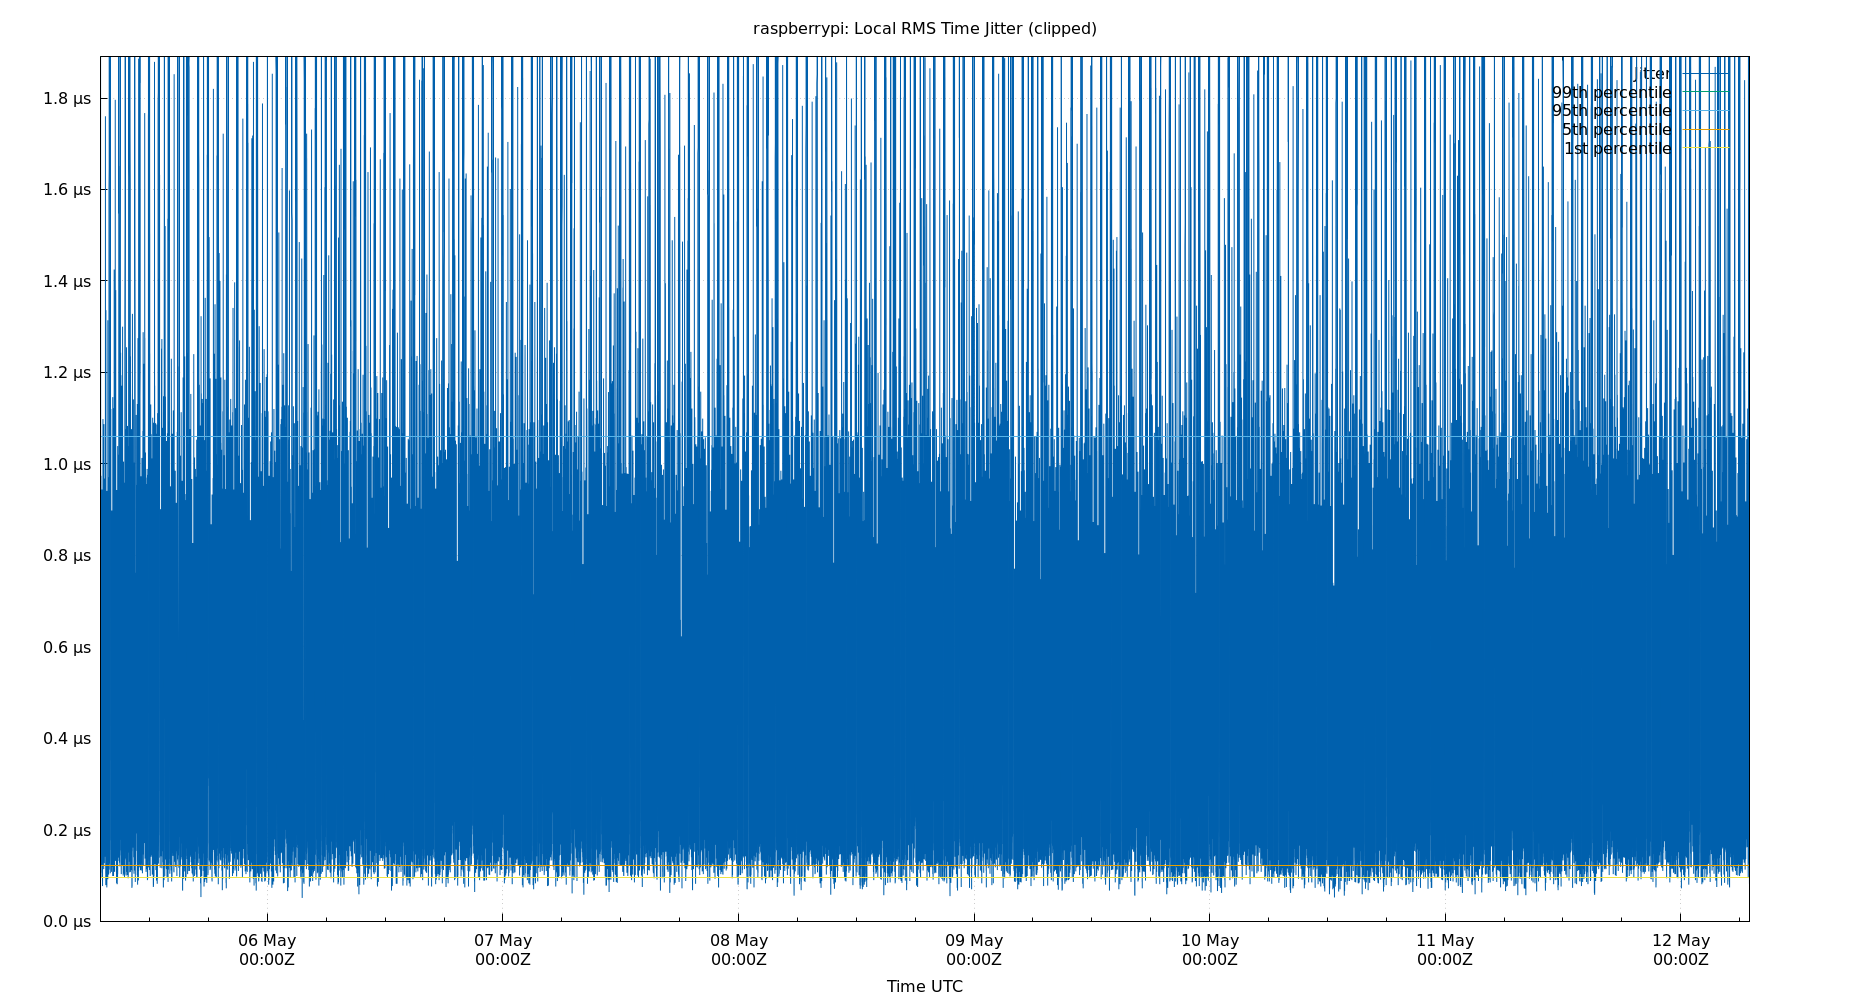 raspberrypi: Local RMS Time Jitter (clipped)
jitter
99th percentile
95th percentile
5th percentile
1st percentile
1.8 µs
1.6 µs
1.4 µs
1.2 µs
1.0 µs
0.8 µs
0.6 µs
0.4 µs
0.2 µs
0.0 µs
06 May 07 May 08 May 09 May 10 May 11 May 12 May
00:00Z 00:00Z 00:00Z 00:00Z 00:00Z 00:00Z 00:00Z
Time UTC